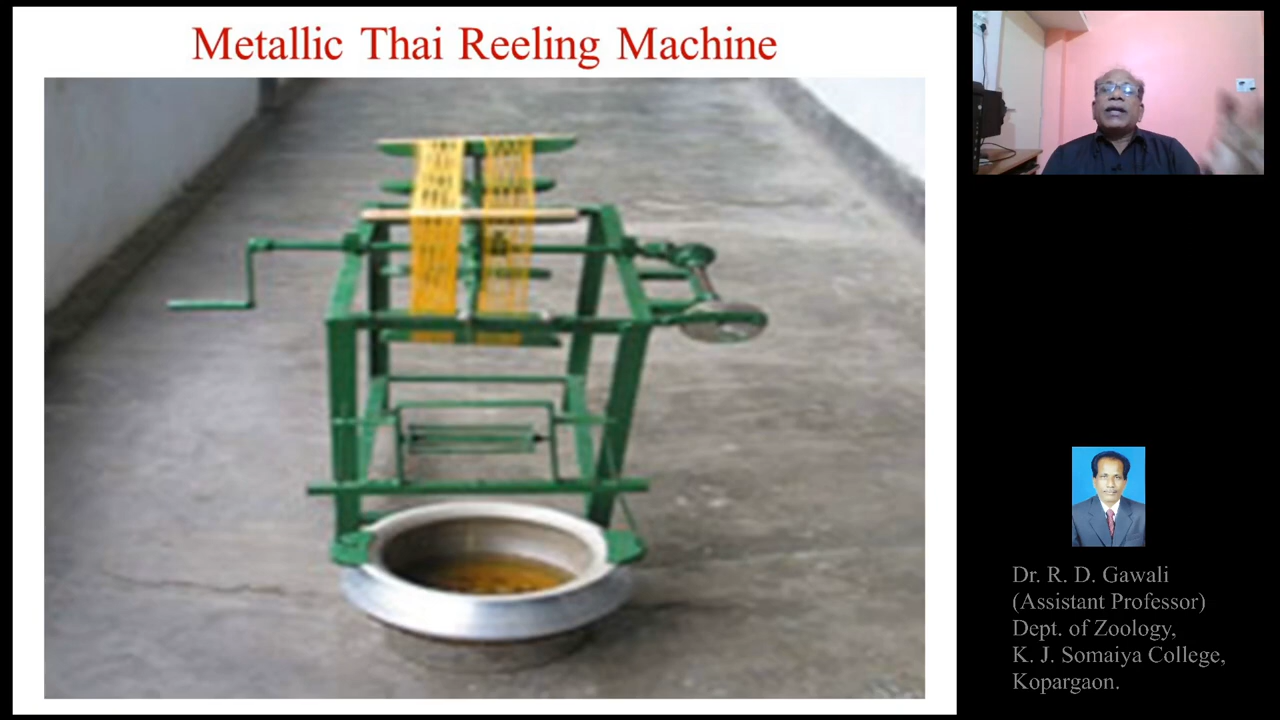 Metallic Thai Reeling Machine
Dr. R. D. Gawali
(Assistant Professor)
Dept. of Zoology,
K. J. Somaiya College,
Kopargaon.